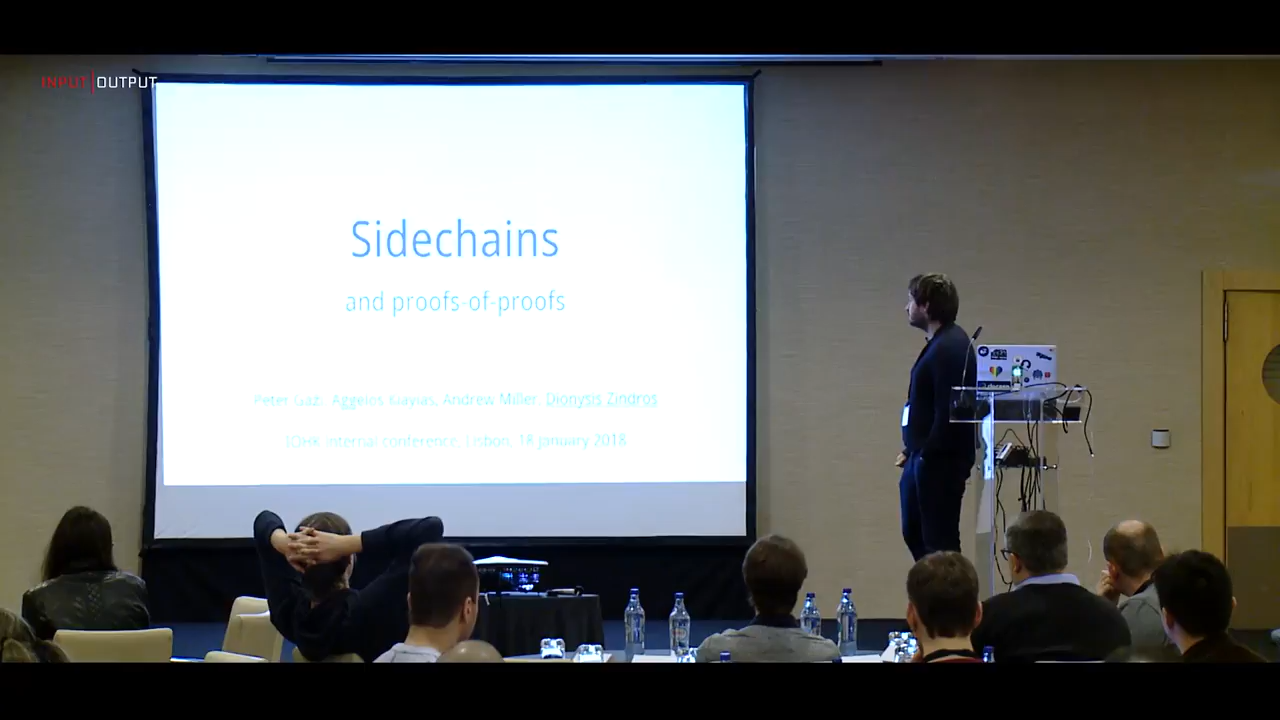 INPUT|OUTPUT
Sidechains
and proofs-of-proofs
Peter Gaži, Aggelos Kiayias, Andrew Miller, Dionysis Zindros
IOHK internal conference, Lisbon, 18 January 2018